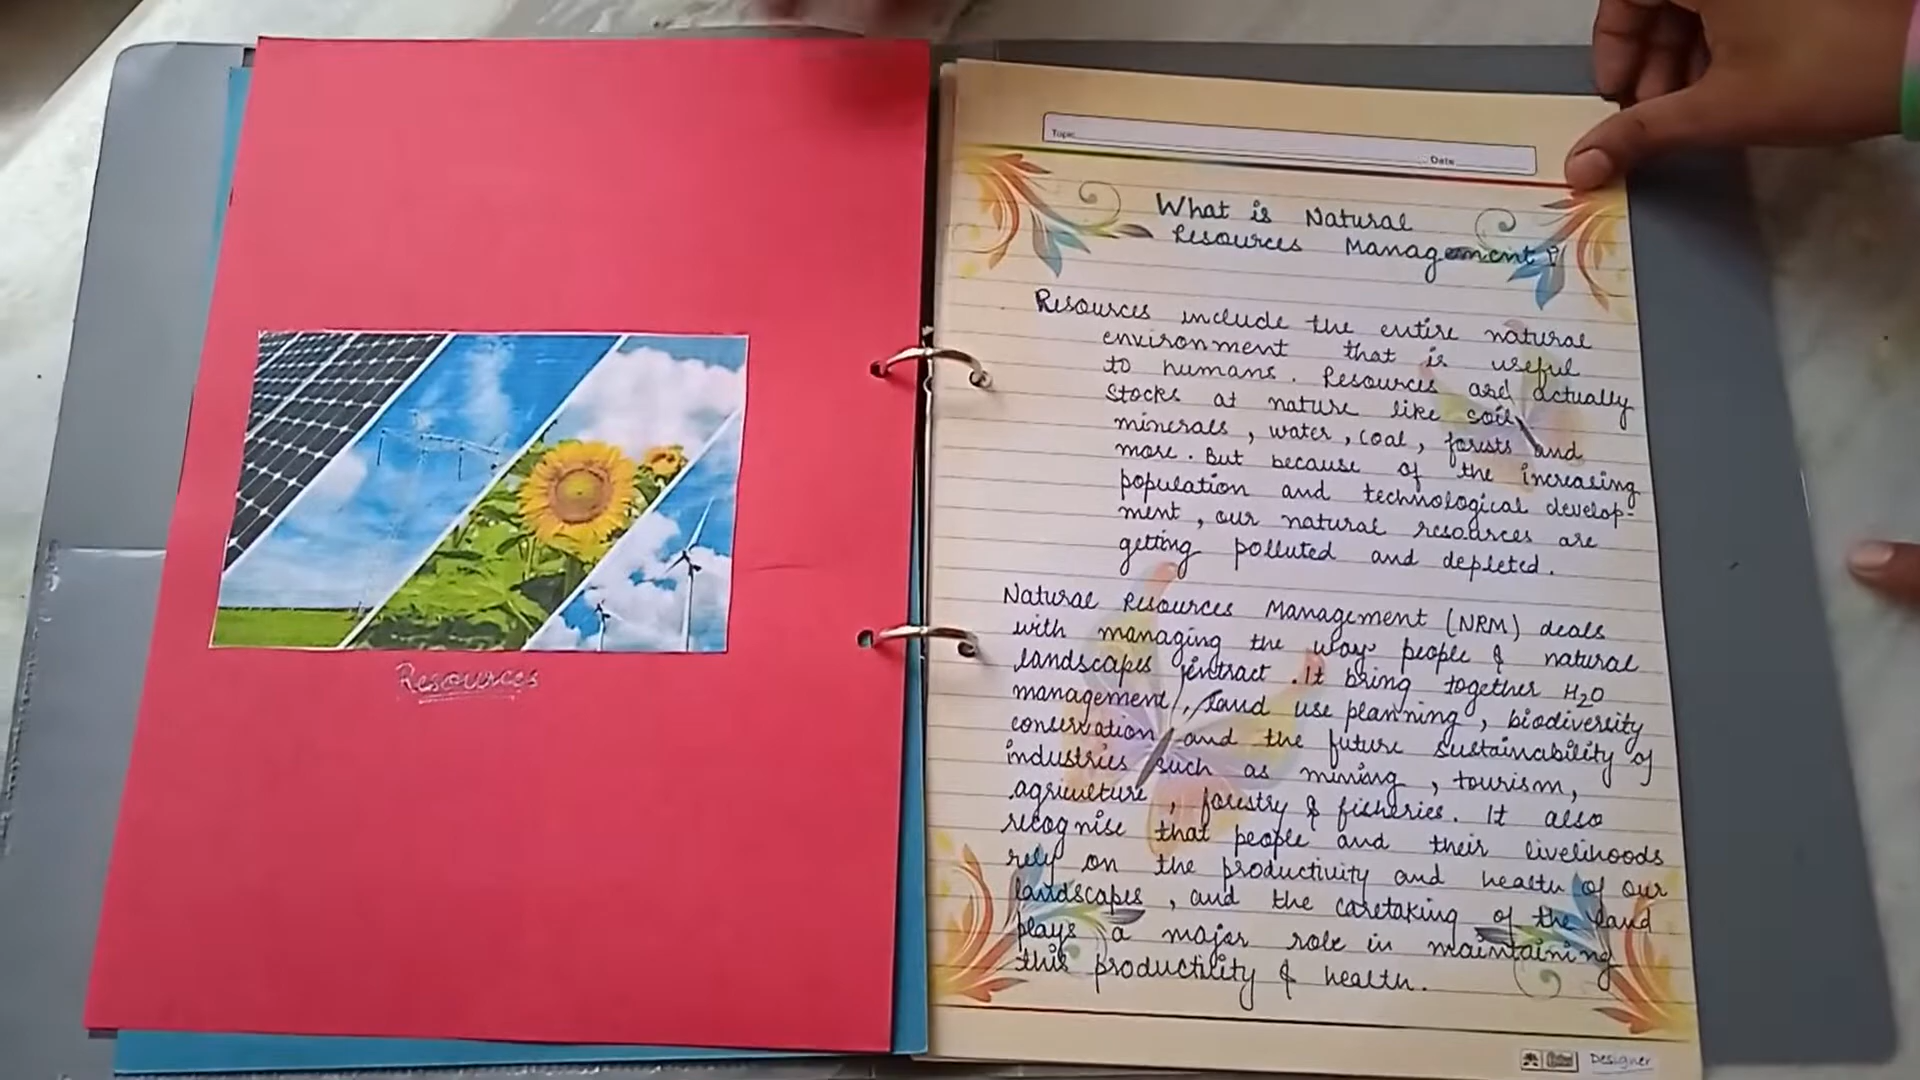 Resources
Topic
Date
What is Natural
Resources Management?
Resources include the entire natural
environment that is useful
to humans. Resources are actually
stocks at nature like soil,
minerals, water, coal, forests and
more. But because of the increasing
population and technological develop-
ment, our natural resources are
getting polluted and depleted.
Natural Resources Management (NRM) deals
with managing the way people & natural
landscapes intract. It bring together H2O
management, land use planning, biodiversity
conservation and the future sustainability of
industries such as mining, tourism,
agriculture, forestry & fisheries. It also
recognise that people and their livelihoods
rely on the productivity and health of our
landscapes, and the caretaking of the land
plays a major role in maintaining
this productivity & health.
Designer